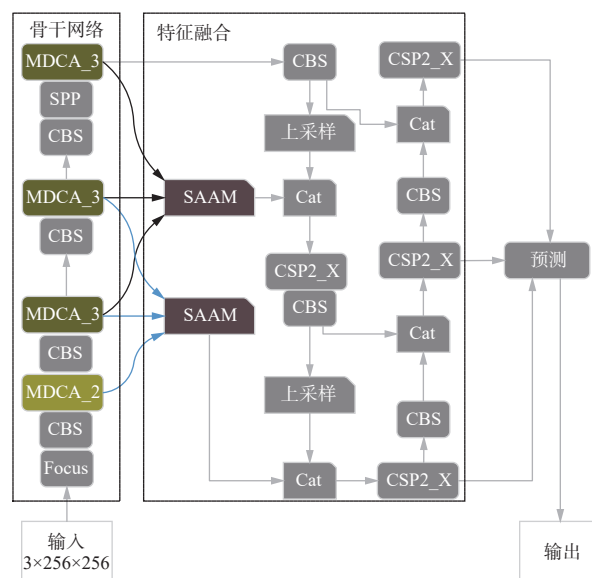 骨干网络
MDCA_3
SPP
CBS
MDCA_3
CBS
MDCA_3
CBS
MDCA_2
CBS
Focus
输入
3×256×256
特征融合
SAAM
SAAM
CBS
上采样
Cat
CSP2_X
CBS
上采样
Cat
CSP2_X
Cat
CBS
CSP2_X
Cat
CBS
CSP2_X
预测
输出